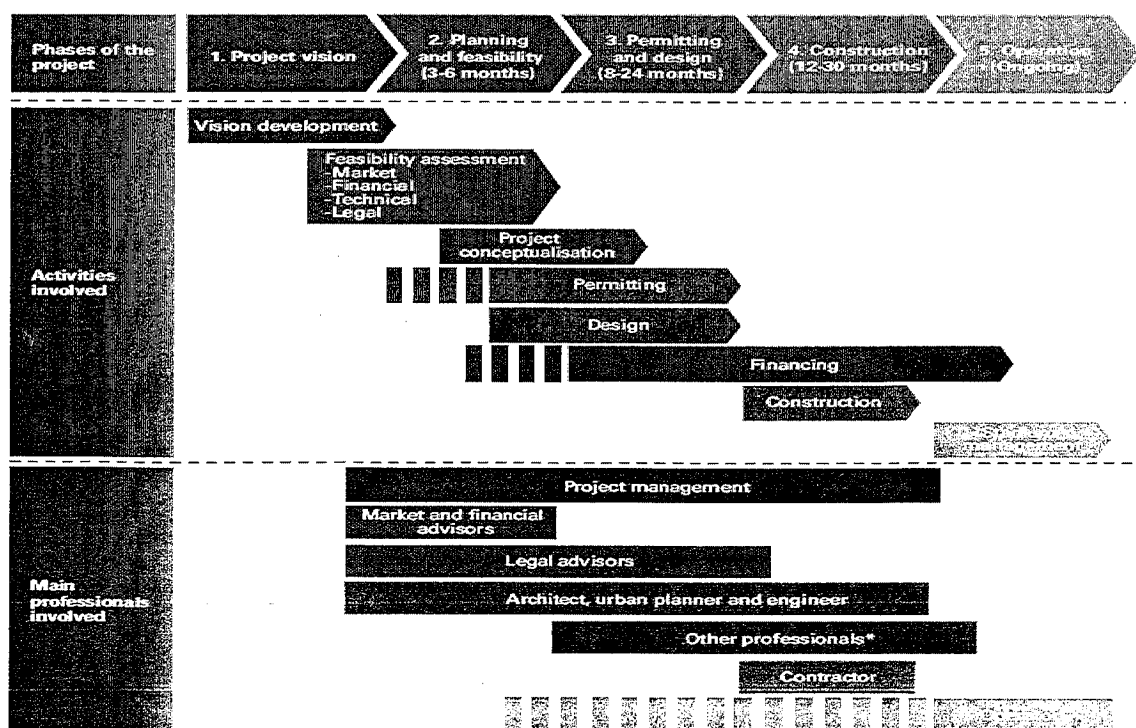 Phases of the
project
1. Project vision
2. Planning
and feasibility
(3-6 months)
3. Permitting
and design
(8-24 months)
4. Construction
(12-30 months)
5. Operation
(Ongoing)
Activities
involved
Vision development
Feasibility assessment
-Market
-Financial
-Technical
-Legal
Project
conceptualisation
Permitting
Design
Financing
Construction
Main
professionals
involved
Project management
Market and financial
advisors
Legal advisors
Architect, urban planner and engineer
Other professionals*
Contractor